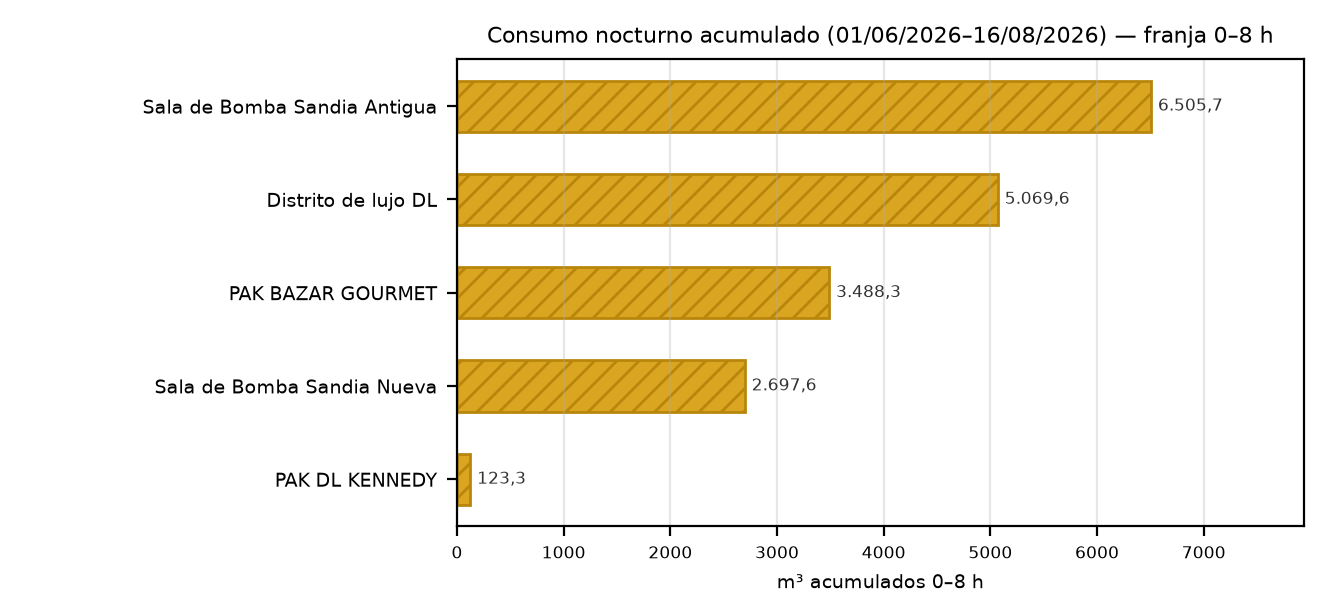 Consumo nocturno acumulado (01/06/2026–16/08/2026) — franja 0–8 h
Sala de Bomba Sandia Antigua
6.505,7
Distrito de lujo DL
5.069,6
PAK BAZAR GOURMET
3.488,3
Sala de Bomba Sandia Nueva
2.697,6
PAK DL KENNEDY
123,3
0 1000 2000 3000 4000 5000 6000 7000
m³ acumulados 0–8 h